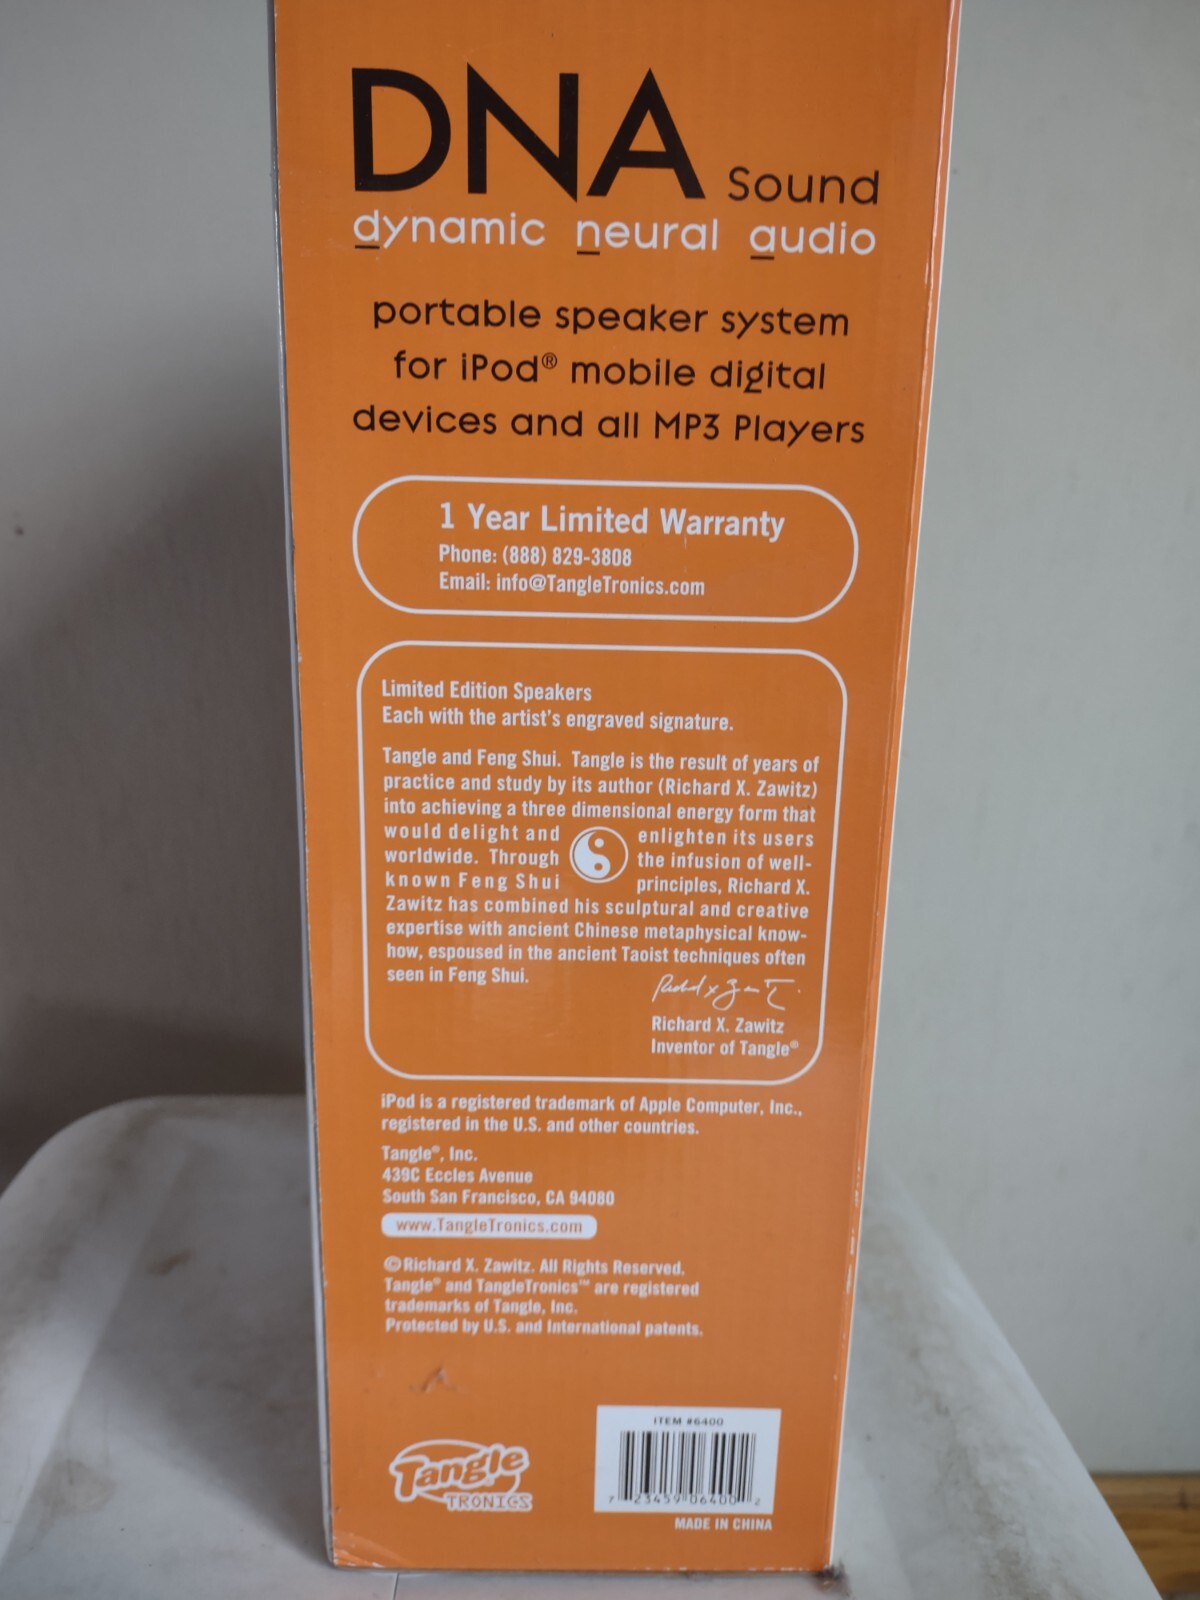 DNA Sound
dynamic neural audio
portable speaker system
for iPod® mobile digital
devices and all MP3 Players
1 Year Limited Warranty
Phone: (888) 829-3808
Email: info@TangleTronics.com
Limited Edition Speakers
Each with the artist's engraved signature.
Tangle and Feng Shui. Tangle is the result of years of
practice and study by its author (Richard X. Zawitz)
into achieving a three dimensional energy form that
would delight and enlighten its users
worldwide. Through the infusion of well-
known Feng Shui principles, Richard X.
Zawitz has combined his sculptural and creative
expertise with ancient Chinese metaphysical know-
how, espoused in the ancient Taoist techniques often
seen in Feng Shui.
Richard X. Zawitz
Inventor of Tangle®
iPod is a registered trademark of Apple Computer, Inc.,
registered in the U.S. and other countries.
Tangle®, Inc.
439C Eccles Avenue
South San Francisco, CA 94080
www.TangleTronics.com
©Richard X. Zawitz. All Rights Reserved.
Tangle® and TangleTronics™ are registered
trademarks of Tangle, Inc.
Protected by U.S. and International patents.
Tangle
TRONICS
ITEM #6400
7 23459 06400 2
MADE IN CHINA